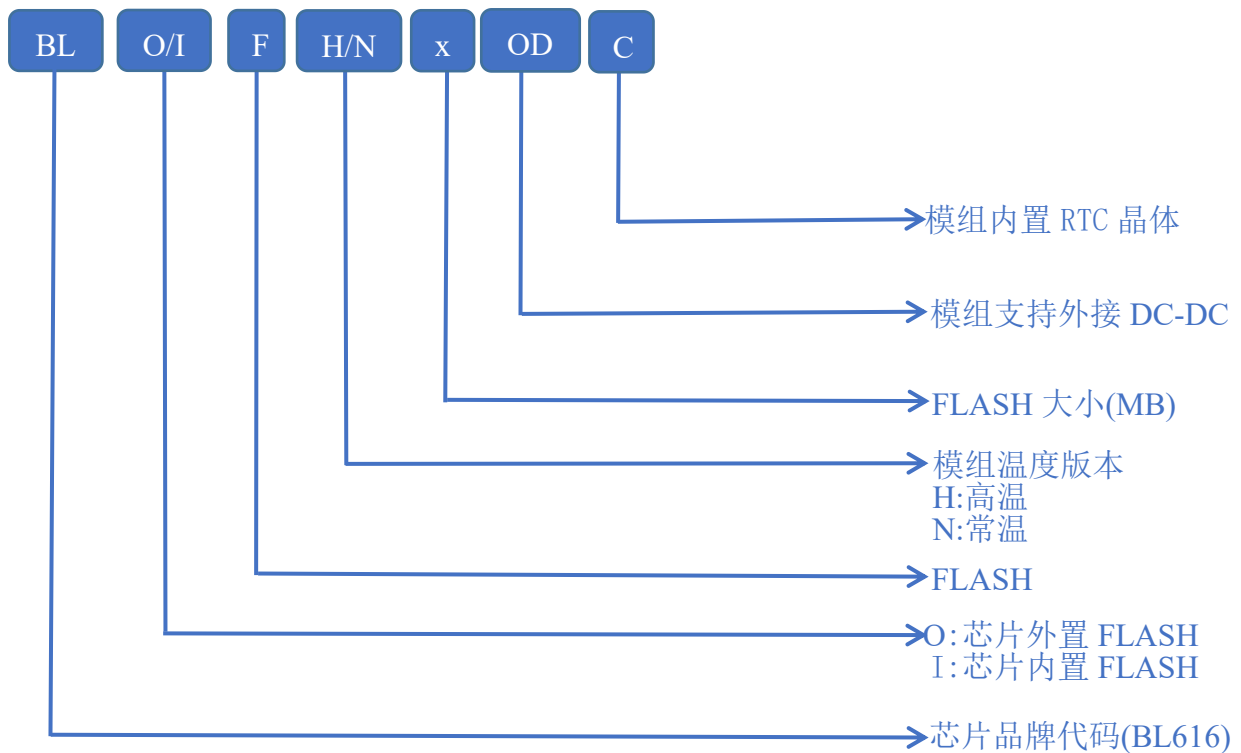 BL O/I F H/N x OD C
模组内置 RTC 晶体
模组支持外接 DC-DC
FLASH 大小(MB)
模组温度版本
H:高温
N:常温
FLASH
O:芯片外置 FLASH
I:芯片内置 FLASH
芯片品牌代码(BL616)